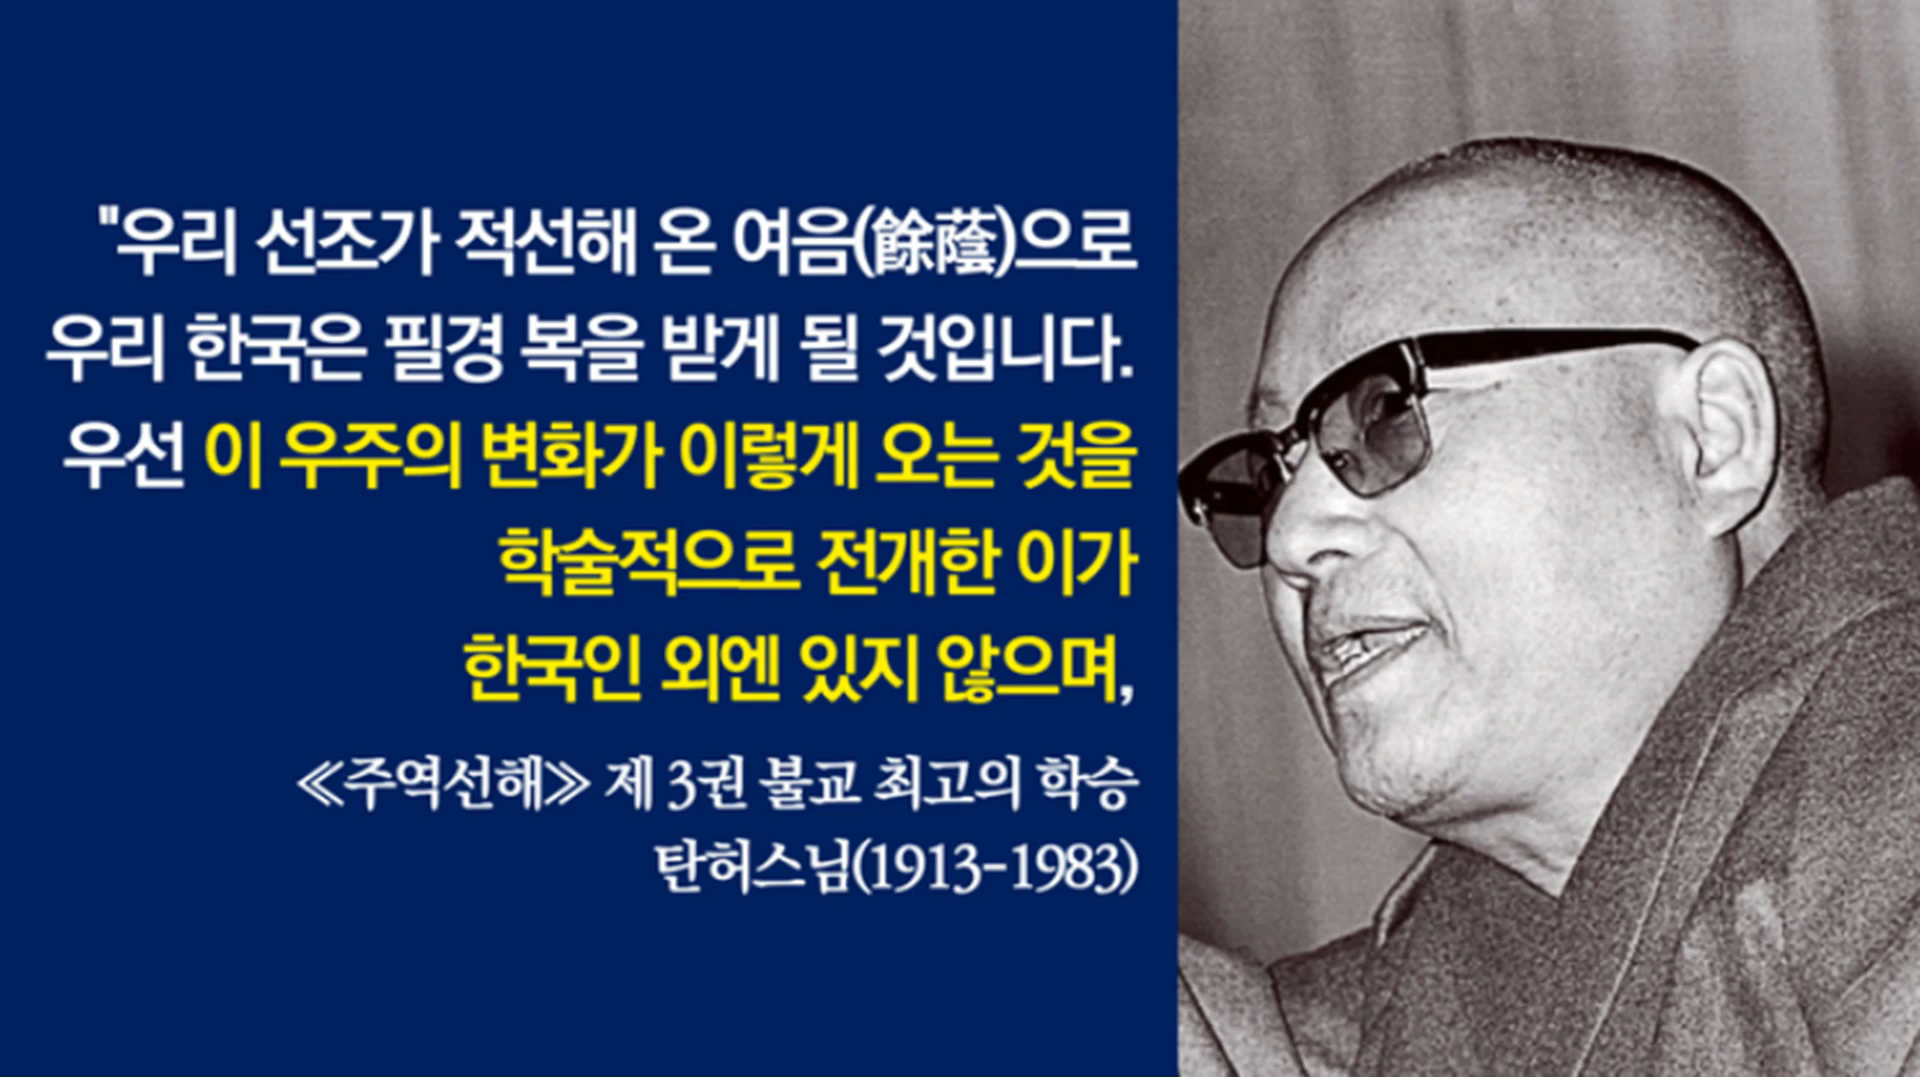 "우리 선조가 적선해 온 여음(餘蔭)으로
우리 한국은 필경 복을 받게 될 것입니다.
우선 이 우주의 변화가 이렇게 오는 것을
학술적으로 전개한 이가
한국인 외엔 있지 않으며,
≪주역선해≫ 제 3권 불교 최고의 학승
탄허스님(1913-1983)